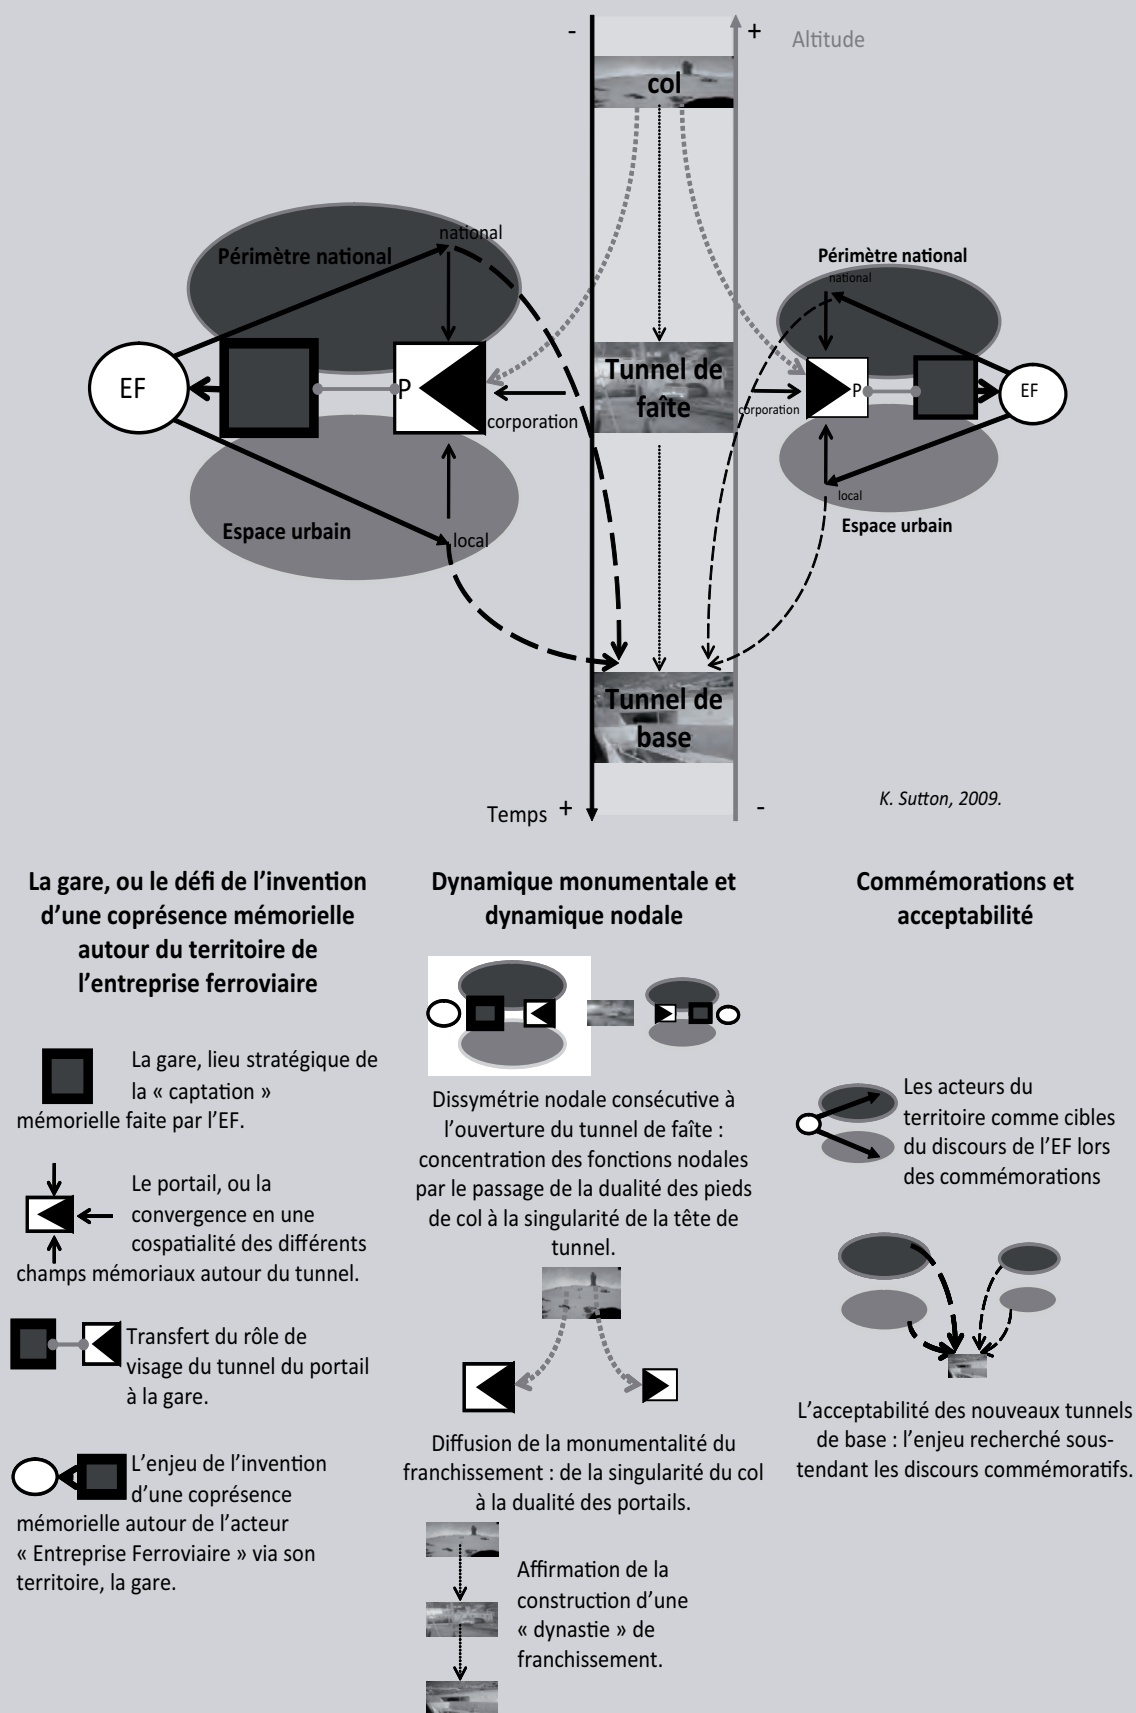 -
+
Altitude
col
national
Périmètre national
EF
P
Tunnel de
faîte
corporation
Espace urbain
local
Périmètre national
national
corporation
P
EF
local
Espace urbain
Tunnel de
base
Temps +
-
K. Sutton, 2009.
La gare, ou le défi de l’invention
d’une coprésence mémorielle
autour du territoire de
l’entreprise ferroviaire
La gare, lieu stratégique de
la « captation »
mémorielle faite par l’EF.
Le portail, ou la
convergence en une
cospatialité des différents
champs mémoriaux autour du tunnel.
Transfert du rôle de
visage du tunnel du portail
à la gare.
L’enjeu de l’invention
d’une coprésence
mémorielle autour de l’acteur
« Entreprise Ferroviaire » via son
territoire, la gare.
Dynamique monumentale et
dynamique nodale
Dissymétrie nodale consécutive à
l’ouverture du tunnel de faîte :
concentration des fonctions nodales
par le passage de la dualité des pieds
de col à la singularité de la tête de
tunnel.
Diffusion de la monumentalité du
franchissement : de la singularité du col
à la dualité des portails.
Affirmation de la
construction d’une
« dynastie » de
franchissement.
Commémorations et
acceptabilité
Les acteurs du
territoire comme cibles
du discours de l’EF lors
des commémorations
L’acceptabilité des nouveaux tunnels
de base : l’enjeu recherché sous-
tendant les discours commémoratifs.